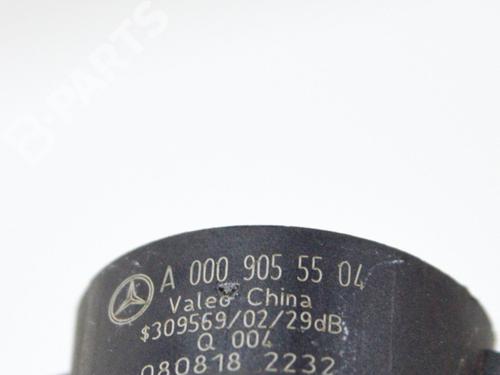 B-PARTS
A 000 905 55 04
Valeo China
$309569/02/29dB
Q 004
080818 2232